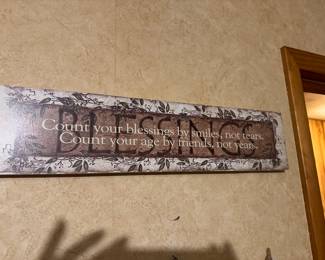 BLESSINGS
Count your blessings by smiles, not tears.
Count your age by friends, not years.